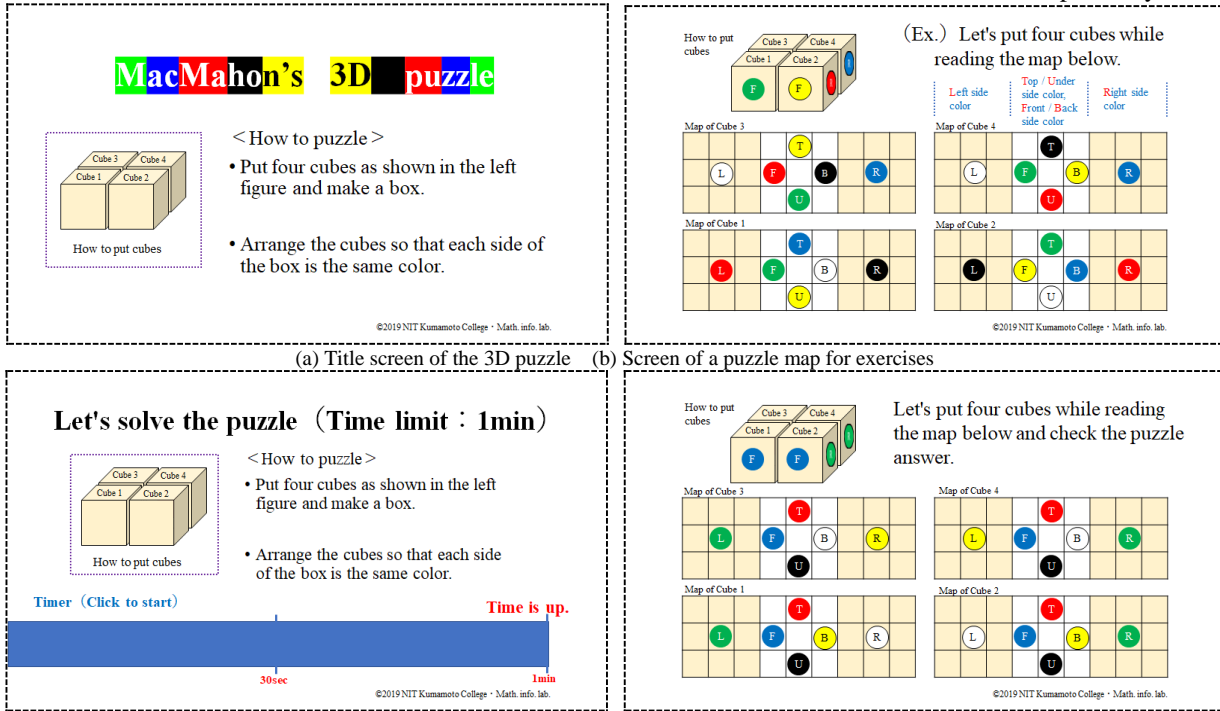 MacMahon's 3D puzzle
Cube 3 Cube 4
Cube 1 Cube 2
How to put cubes
<How to puzzle>
• Put four cubes as shown in the left
figure and make a box.
• Arrange the cubes so that each side of
the box is the same color.
©2019 NIT Kumamoto College・Math. info. lab.
How to put
cubes
Cube 3 Cube 4
Cube 1 Cube 2
F F
（Ex.）Let's put four cubes while
reading the map below.
Left side
color
Top / Under
side color,
Front / Back
side color
Right side
color
Map of Cube 3
T
L F B R
U
Map of Cube 4
T
L F B R
U
Map of Cube 1
T
L F B R
U
Map of Cube 2
T
L F B R
U
©2019 NIT Kumamoto College・Math. info. lab.
(a) Title screen of the 3D puzzle (b) Screen of a puzzle map for exercises
Let's solve the puzzle（Time limit：1min）
Cube 3 Cube 4
Cube 1 Cube 2
How to put cubes
<How to puzzle>
• Put four cubes as shown in the left
figure and make a box.
• Arrange the cubes so that each side
of the box is the same color.
Timer（Click to start）
Time is up.
30sec
1min
©2019 NIT Kumamoto College・Math. info. lab.
How to put
cubes
Cube 3 Cube 4
Cube 1 Cube 2
F F
Let's put four cubes while reading
the map below and check the puzzle
answer.
Map of Cube 3
T
L F B R
U
Map of Cube 4
T
L F B R
U
Map of Cube 1
T
L F B R
U
Map of Cube 2
T
L F B R
U
©2019 NIT Kumamoto College・Math. info. lab.